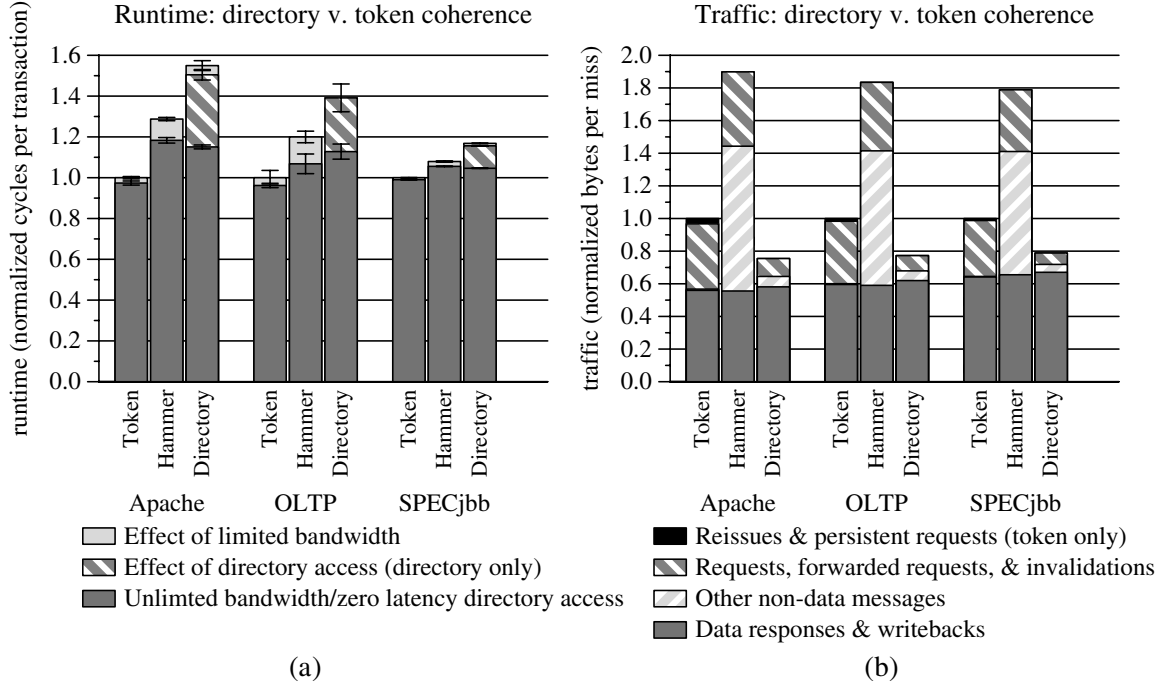 Runtime: directory v. token coherence
runtime (normalized cycles per transaction)
1.6
1.4
1.2
1.0
0.8
0.6
0.4
0.2
0.0
Token
Hammer
Directory
Token
Hammer
Directory
Token
Hammer
Directory
Apache
OLTP
SPECjbb
Effect of limited bandwidth
Effect of directory access (directory only)
Unlimted bandwidth/zero latency directory access
(a)
Traffic: directory v. token coherence
traffic (normalized bytes per miss)
2.0
1.8
1.6
1.4
1.2
1.0
0.8
0.6
0.4
0.2
0.0
Token
Hammer
Directory
Token
Hammer
Directory
Token
Hammer
Directory
Apache
OLTP
SPECjbb
Reissues & persistent requests (token only)
Requests, forwarded requests, & invalidations
Other non-data messages
Data responses & writebacks
(b)